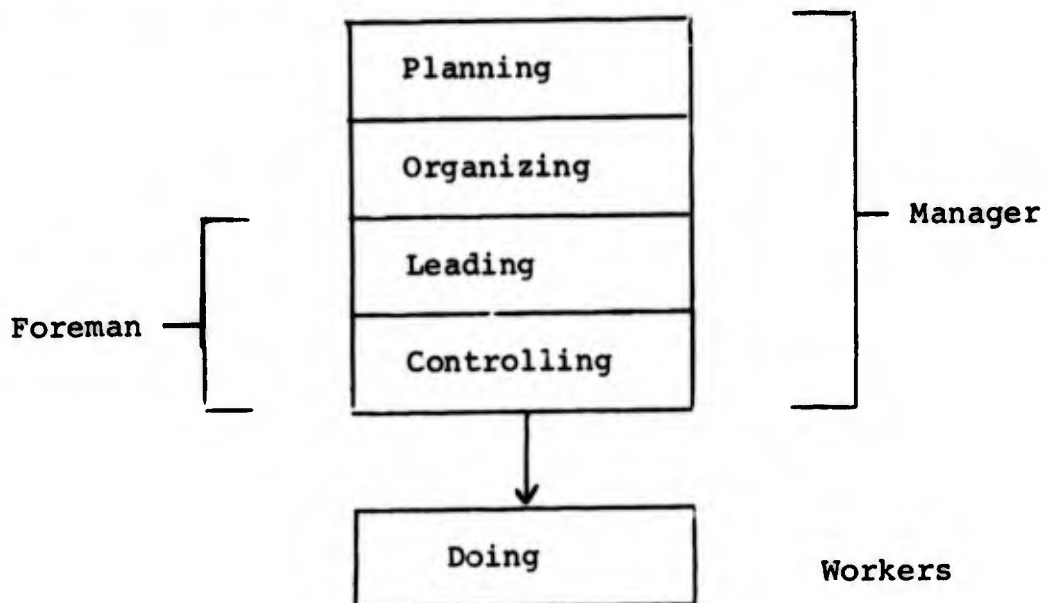 Planning
Organizing
Manager
Leading
Foreman
Controlling
Doing
Workers